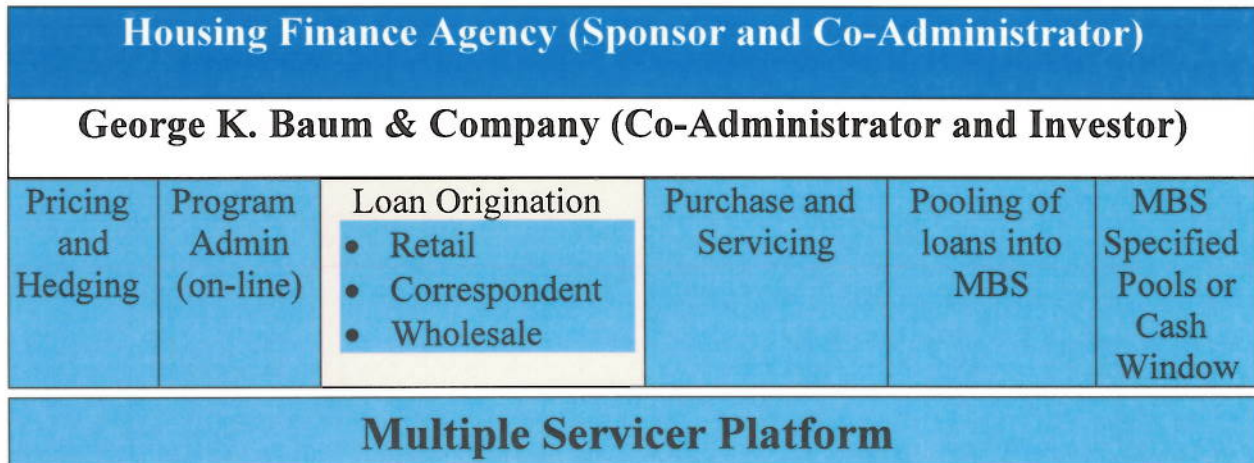 Housing Finance Agency (Sponsor and Co-Administrator)
George K. Baum & Company (Co-Administrator and Investor)
Pricing
and
Hedging
Program
Admin
(on-line)
Loan Origination
• Retail
• Correspondent
• Wholesale
Purchase and
Servicing
Pooling of
loans into
MBS
MBS
Specified
Pools or
Cash
Window
Multiple Servicer Platform